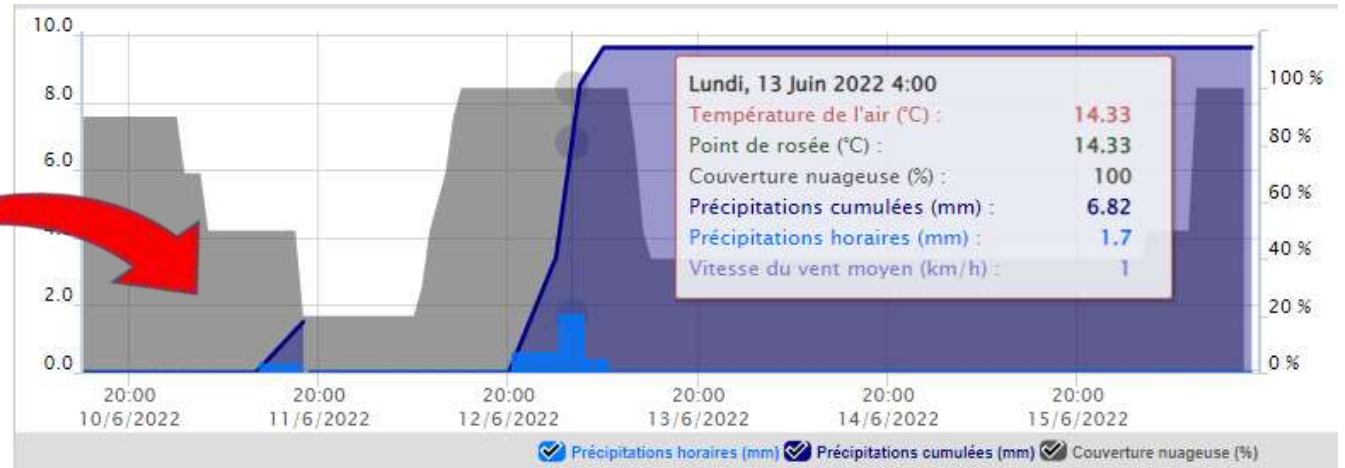 10.0
8.0
6.0
4.0
2.0
0.0
100 %
80 %
60 %
40 %
20 %
0 %
Lundi, 13 Juin 2022 4:00
Température de l'air (°C) : 14.33
Point de rosée (°C) : 14.33
Couverture nuageuse (%) : 100
Précipitations cumulées (mm) : 6.82
Précipitations horaires (mm) : 1.7
Vitesse du vent moyen (km/h) : 1
20:00 20:00 20:00 20:00 20:00 20:00
10/6/2022 11/6/2022 12/6/2022 13/6/2022 14/6/2022 15/6/2022
Précipitations horaires (mm) Précipitations cumulées (mm) Couverture nuageuse (%)